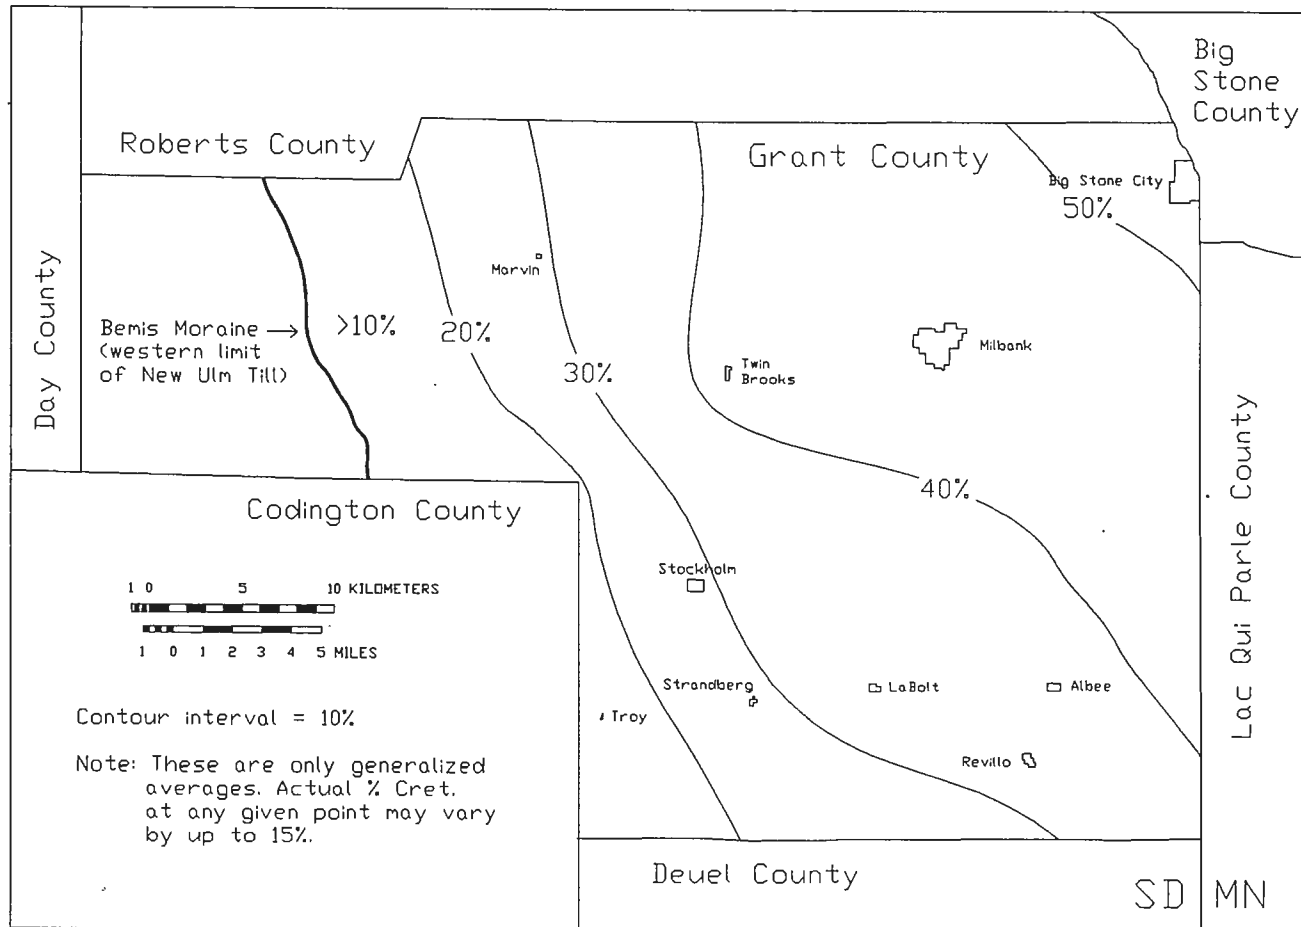 Big
Stone
County
Roberts County
Grant County
Big Stone City
50%
Marvin
Day County
Bemis Moraine
(western limit
of New Ulm Till)
>10%
20%
30%
Twin
Brooks
Milbank
40%
Lac Qui Parle County
Codington County
1 0 5 10 KILOMETERS
1 0 1 2 3 4 5 MILES
Stockholm
Strandberg
LaBolt
Albee
Troy
Revillo
Contour interval = 10%
Note: These are only generalized
averages. Actual % Cret.
at any given point may vary
by up to 15%.
Deuel County
SD MN